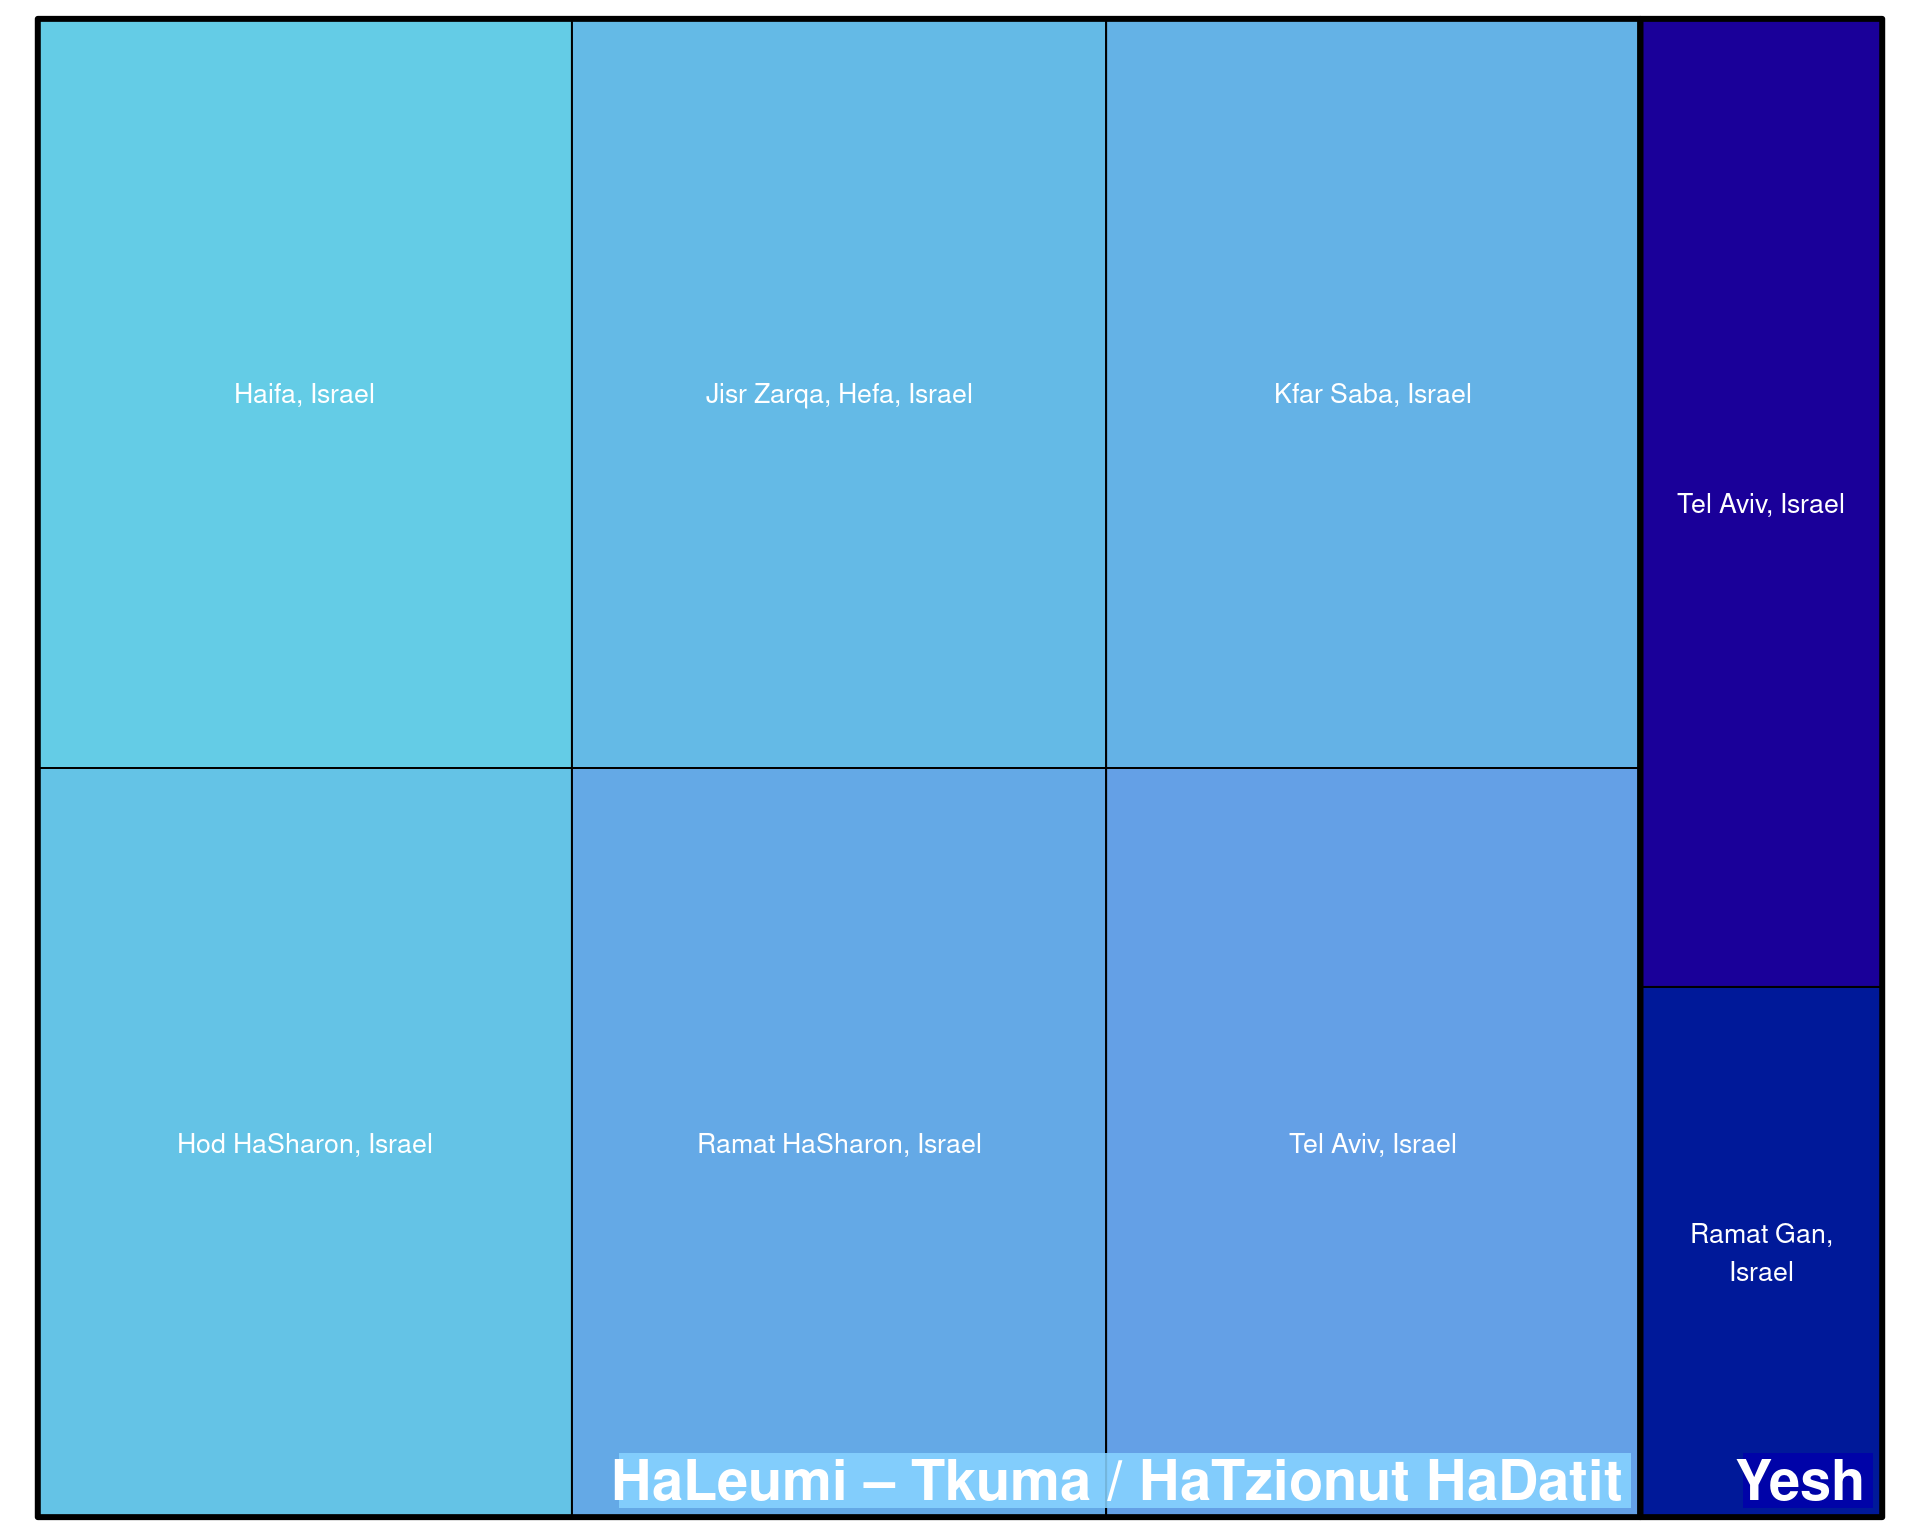 Haifa, Israel
Jisr Zarqa, Hefa, Israel
Kfar Saba, Israel
Tel Aviv, Israel
Hod HaSharon, Israel
Ramat HaSharon, Israel
Tel Aviv, Israel
Ramat Gan,
Israel
HaLeumi – Tkuma / HaTzionut HaDatit
Yesh